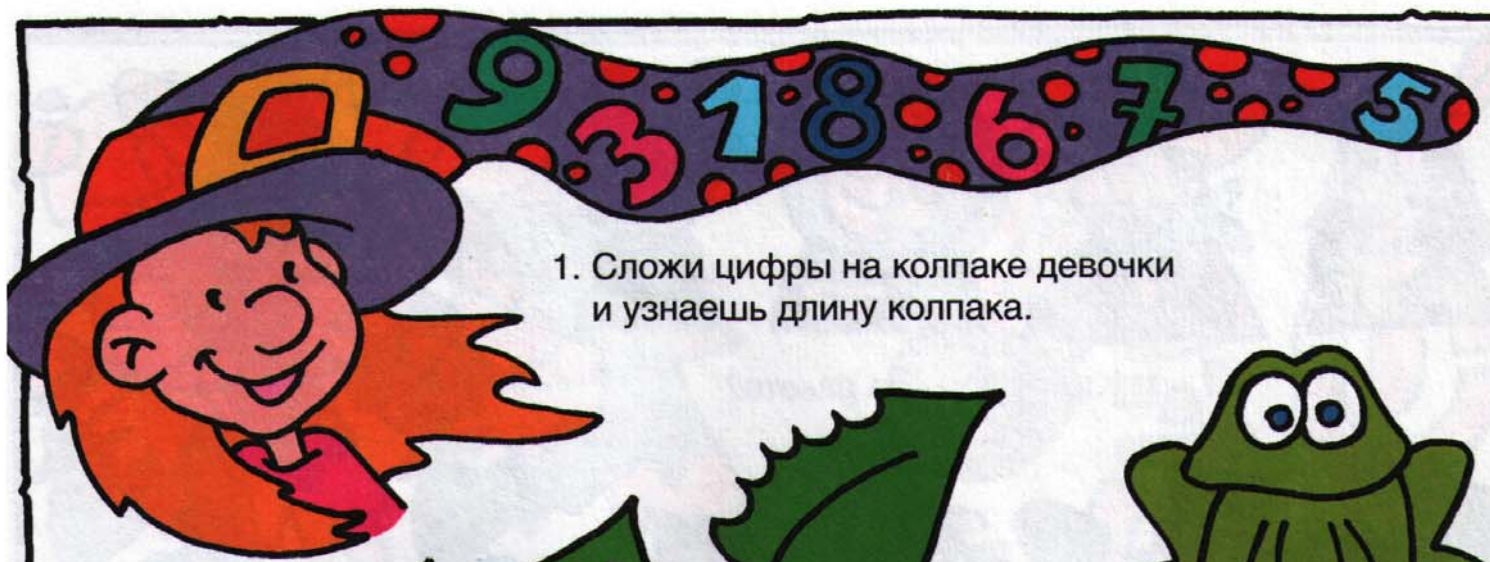 9 3 1 8 6 7 5
1. Сложи цифры на колпаке девочки
и узнаешь длину колпака.